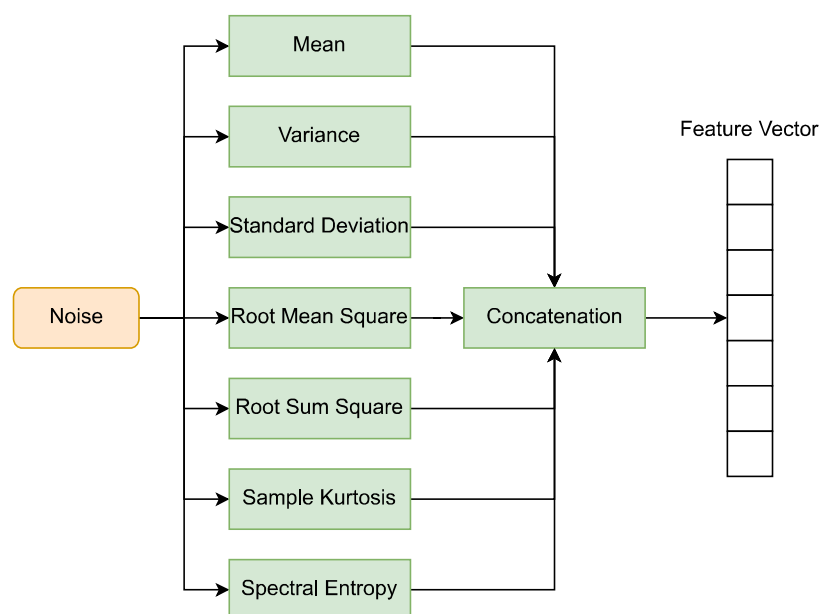 Mean
Variance
Feature Vector
Standard Deviation
Noise
Root Mean Square
Concatenation
Root Sum Square
Sample Kurtosis
Spectral Entropy